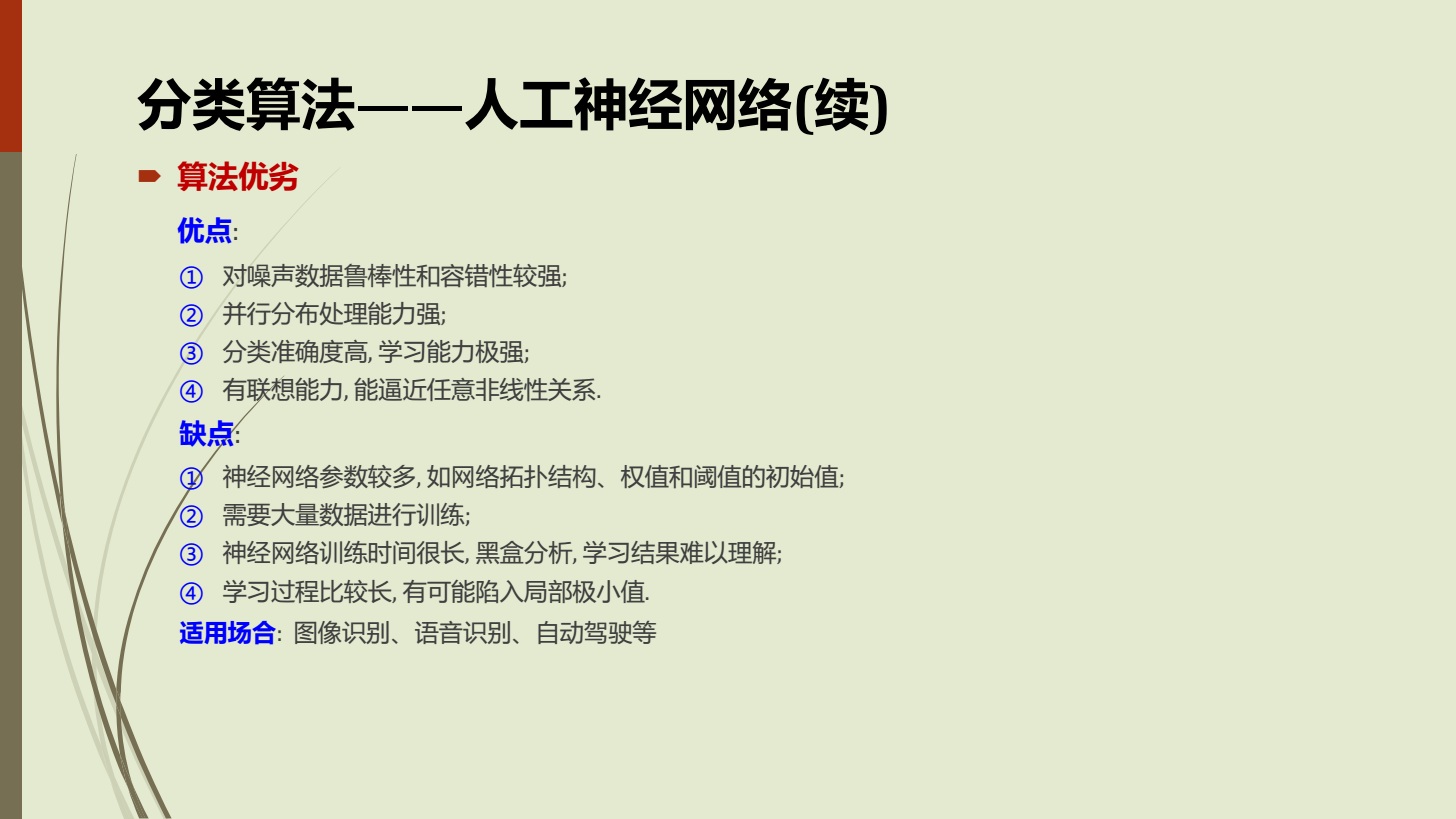 分类算法——人工神经网络(续)
算法优劣
优点:
① 对噪声数据鲁棒性和容错性较强;
② 并行分布处理能力强;
③ 分类准确度高, 学习能力极强;
④ 有联想能力, 能逼近任意非线性关系.
缺点:
① 神经网络参数较多, 如网络拓扑结构、权值和阈值的初始值;
② 需要大量数据进行训练;
③ 神经网络训练时间很长, 黑盒分析, 学习结果难以理解;
④ 学习过程比较长, 有可能陷入局部极小值.
适用场合: 图像识别、语音识别、自动驾驶等